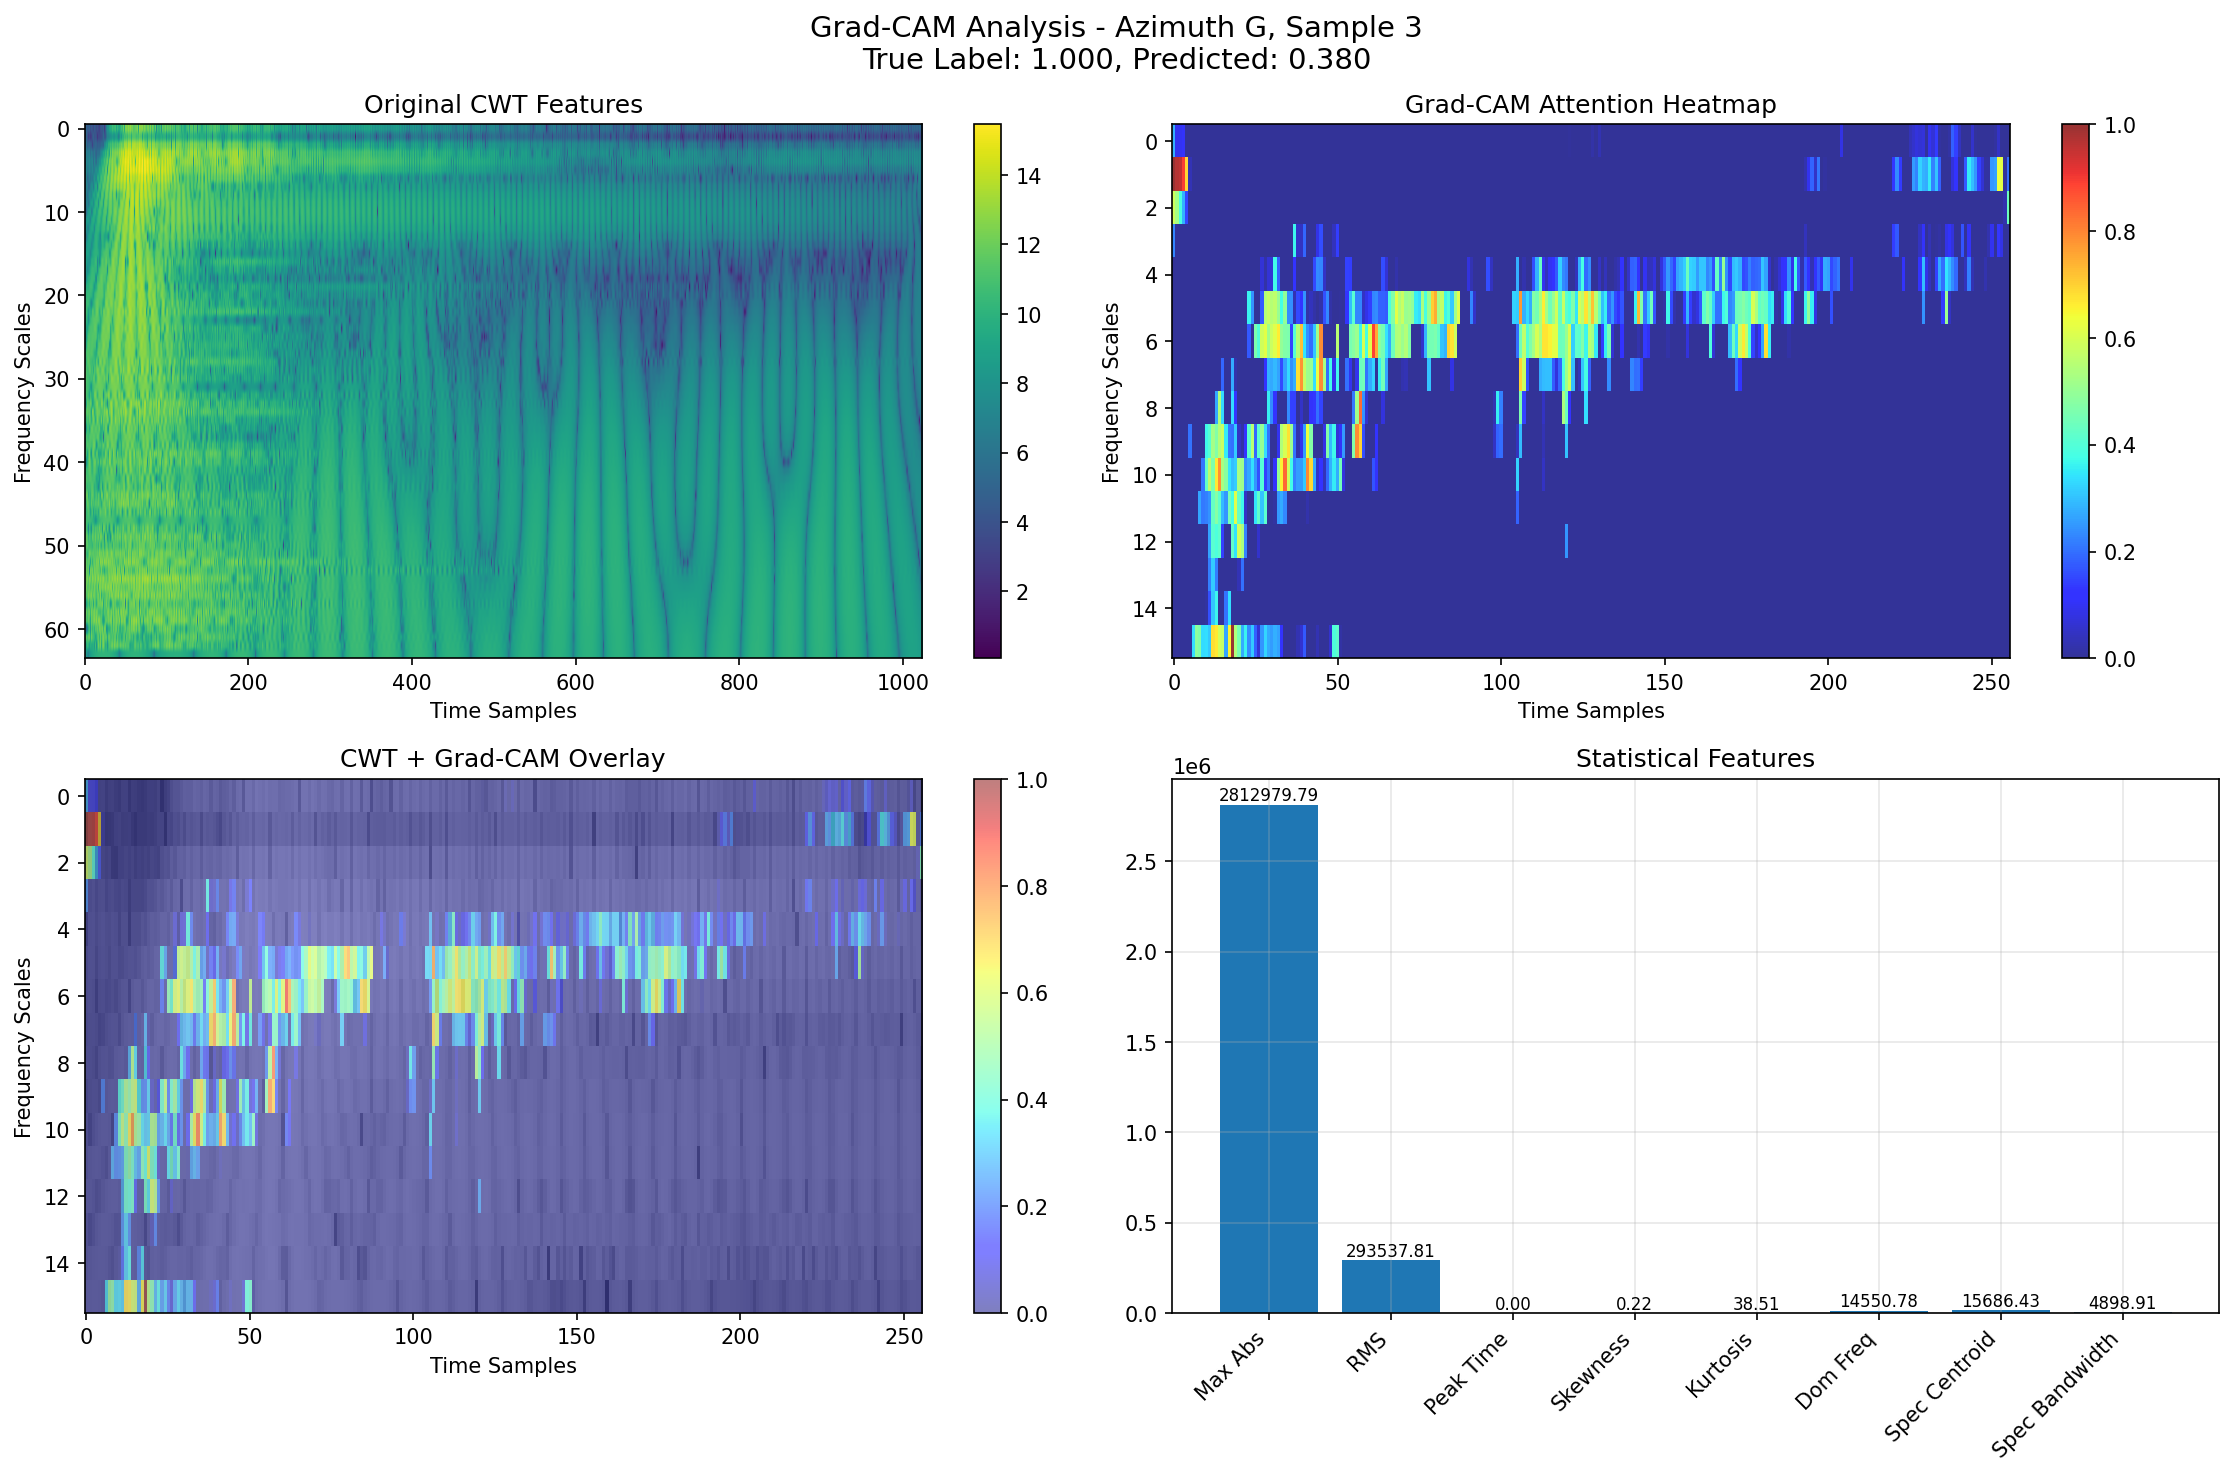 Grad-CAM Analysis - Azimuth G, Sample 3
True Label: 1.000, Predicted: 0.380
Original CWT Features
0
10
20
30
40
50
60
Frequency Scales
0 200 400 600 800 1000
Time Samples
14
12
10
8
6
4
2
Grad-CAM Attention Heatmap
0
2
4
6
8
10
12
14
Frequency Scales
0 50 100 150 200 250
Time Samples
1.0
0.8
0.6
0.4
0.2
0.0
CWT + Grad-CAM Overlay
0
2
4
6
8
10
12
14
Frequency Scales
0 50 100 150 200 250
Time Samples
1.0
0.8
0.6
0.4
0.2
0.0
Statistical Features
1e6
2.5
2.0
1.5
1.0
0.5
0.0
2812979.79
293537.81
0.00
0.22
38.51
14550.78
15686.43
4898.91
Max Abs
RMS
Peak Time
Skewness
Kurtosis
Dom Freq
Spec Centroid
Spec Bandwidth